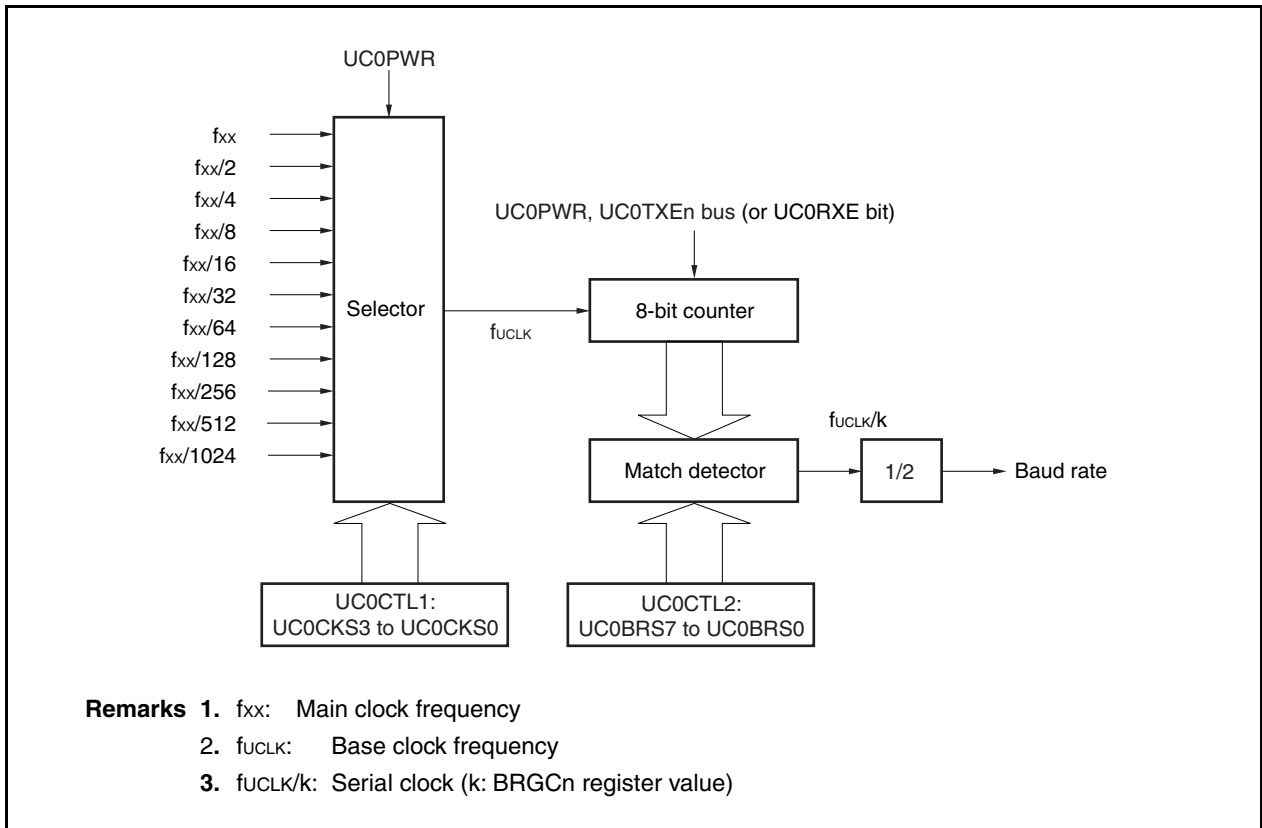 UC0PWR
fxx
fxx/2
fxx/4
fxx/8
fxx/16
fxx/32
fxx/64
fxx/128
fxx/256
fxx/512
fxx/1024
Selector
fUCLK
UC0PWR, UC0TXEn bus (or UC0RXE bit)
8-bit counter
Match detector
fUCLK/k
1/2
Baud rate
UC0CTL1:
UC0CKS3 to UC0CKS0
UC0CTL2:
UC0BRS7 to UC0BRS0
Remarks 1. fxx: Main clock frequency
2. fUCLK: Base clock frequency
3. fUCLK/k: Serial clock (k: BRGCn register value)